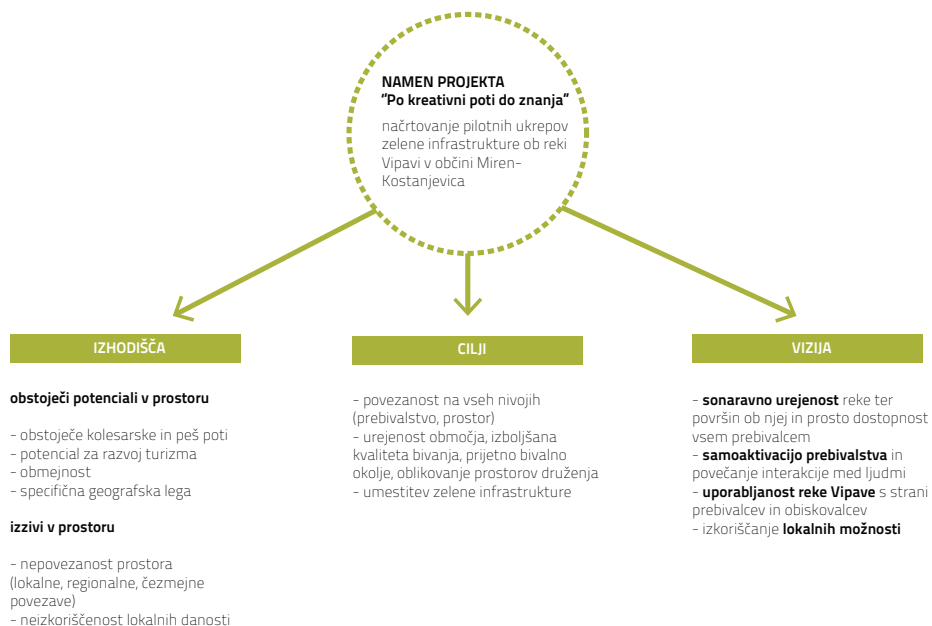 NAMEN PROJEKTA
"Po kreativni poti do znanja"
načrtovanje pilotnih ukrepov
zelene infrastrukture ob reki
Vipavi v občini Miren-
Kostanjevica
IZHODIŠČA
obstoječi potenciali v prostoru
- obstoječe kolesarske in peš poti
- potencial za razvoj turizma
- obmejnost
- specifična geografska lega
izzivi v prostoru
- nepovezanost prostora
(lokalne, regionalne, čezmejne
povezave)
- neizkoriščenost lokalnih danosti
CILJI
- povezanost na vseh nivojih
(prebivalstvo, prostor)
- urejenost območja, izboljšana
kvaliteta bivanja, prijetno bivalno
okolje, oblikovanje prostorov druženja
- umestitev zelene infrastrukture
VIZIJA
- sonaravno urejenost reke ter
površin ob njej in prosto dostopnost
vsem prebivalcem
- samoaktivacijo prebivalstva in
povečanje interakcije med ljudmi
- uporabljanost reke Vipave s strani
prebivalcev in obiskovalcev
- izkoriščanje lokalnih možnosti